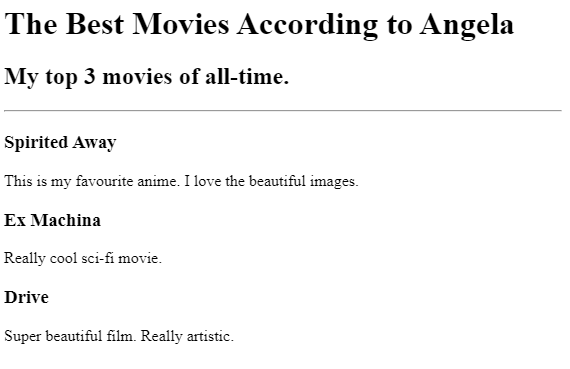 The Best Movies According to Angela
My top 3 movies of all-time.
Spirited Away
This is my favourite anime. I love the beautiful images.
Ex Machina
Really cool sci-fi movie.
Drive
Super beautiful film. Really artistic.